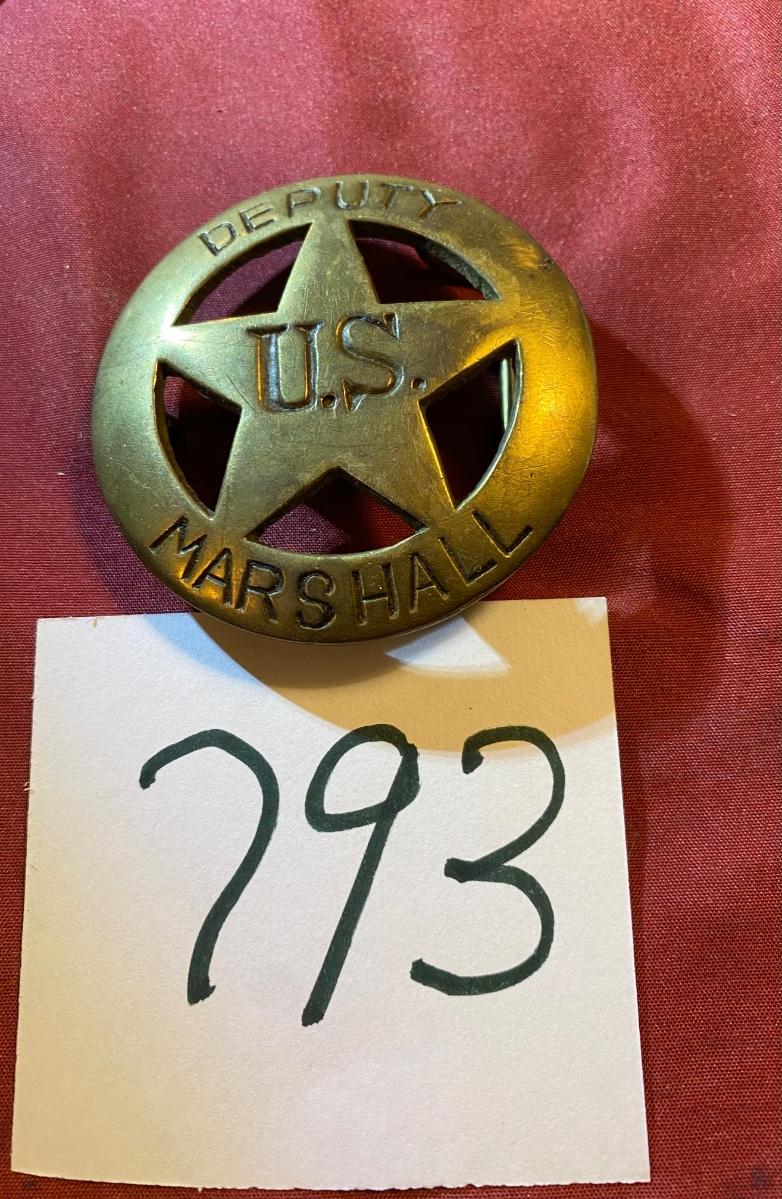 DEPUTY
U.S.
MARSHALL
793